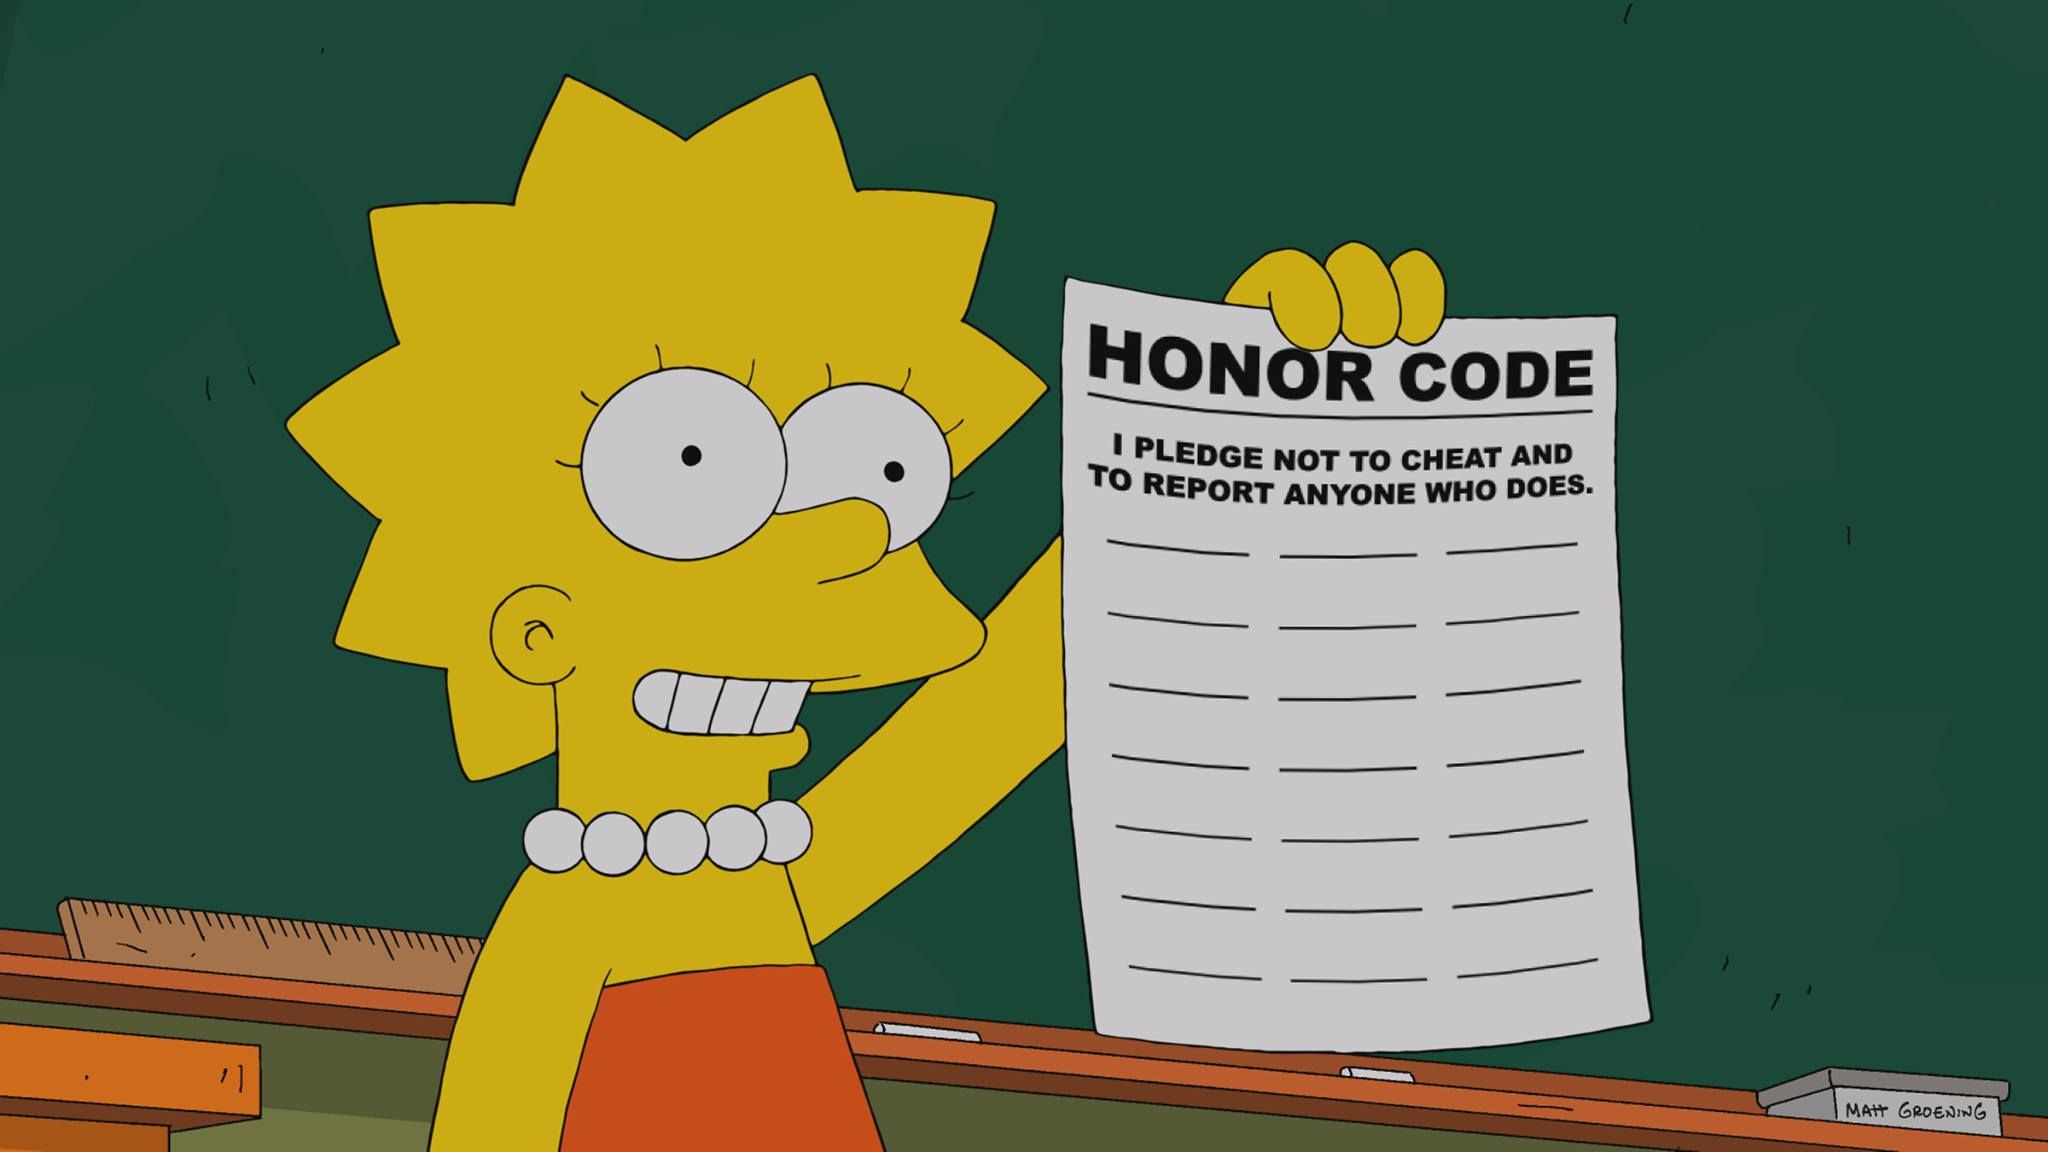 HONOR CODE
I PLEDGE NOT TO CHEAT AND
TO REPORT ANYONE WHO DOES.
MATT GROENING